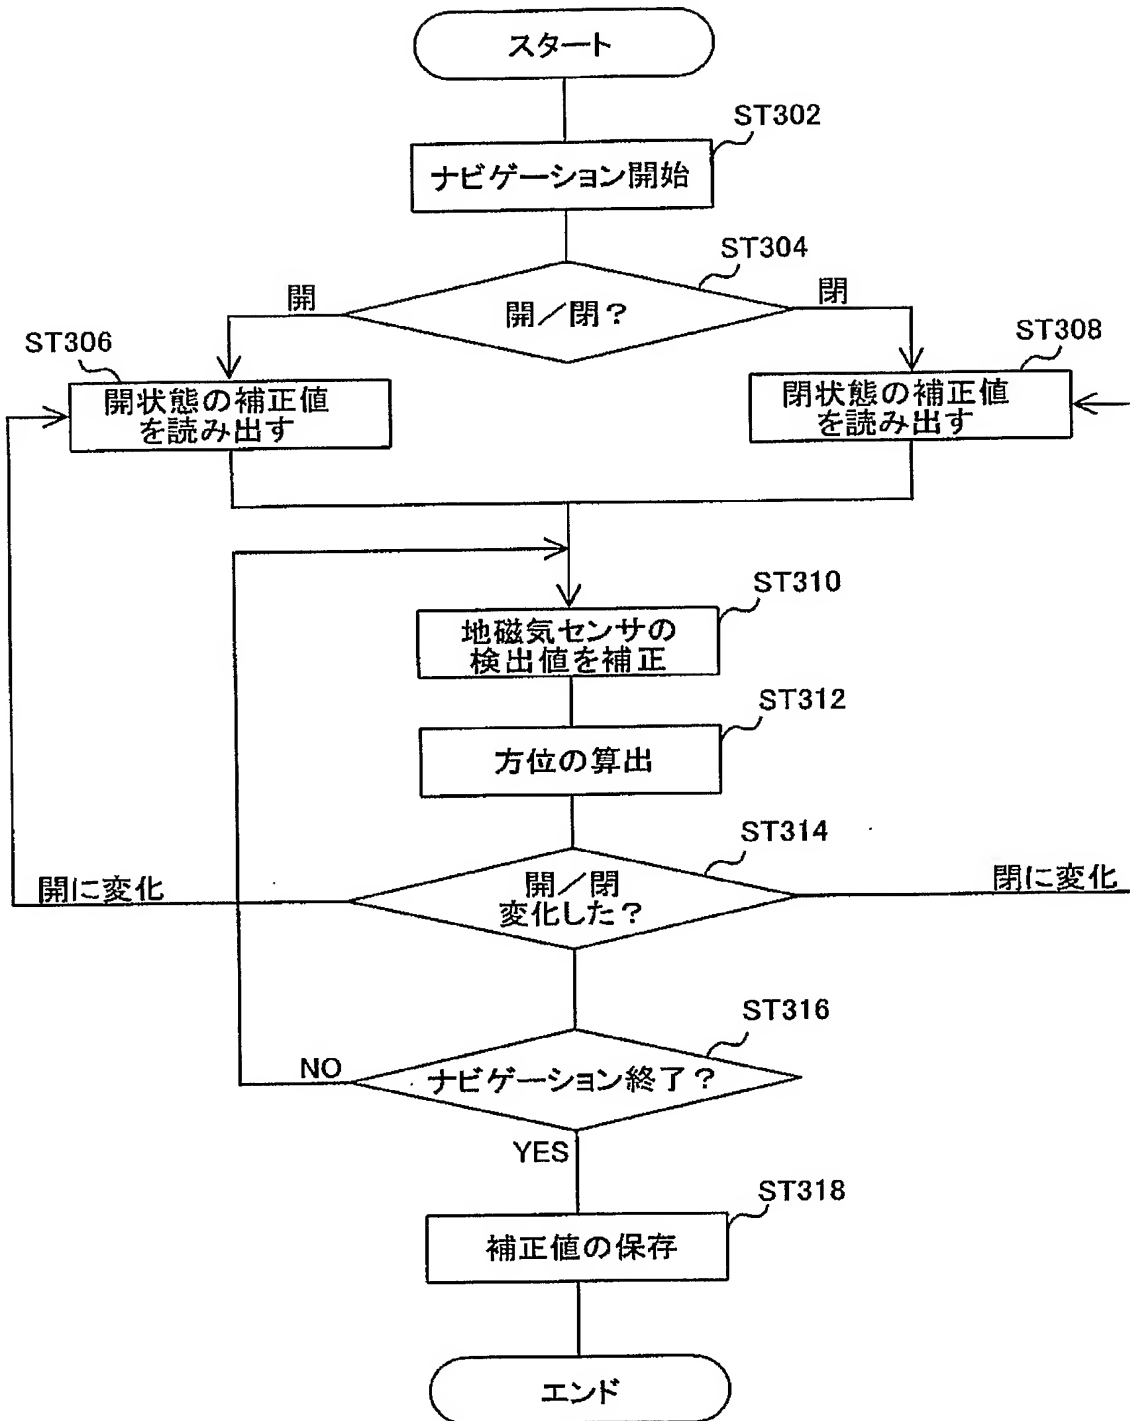 スタート
ST302
ナビゲーション開始
ST304
開／閉？
開
閉
ST306
開状態の補正値
を読み出す
ST308
閉状態の補正値
を読み出す
ST310
地磁気センサの
検出値を補正
ST312
方位の算出
ST314
開／閉
変化した？
開に変化
閉に変化
ST316
ナビゲーション終了？
NO
YES
ST318
補正値の保存
エンド